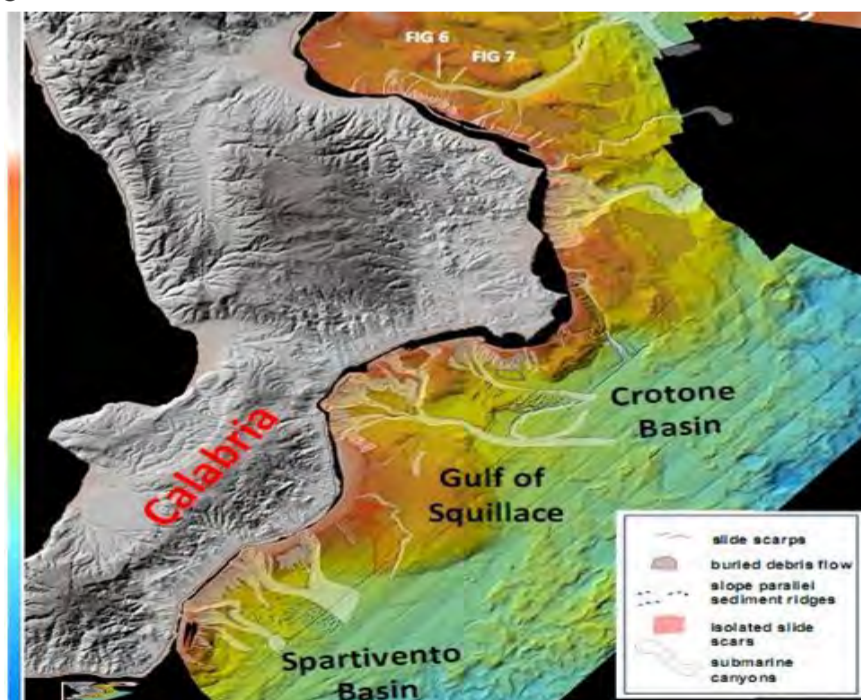 FIG 6
FIG 7
Crotone
Basin
Calabria
Gulf of
Squillace
Spartivento
Basin
slide scarps
buried debris flow
slope parallel
sediment ridges
Isolated slide
scars
submarine
canyons